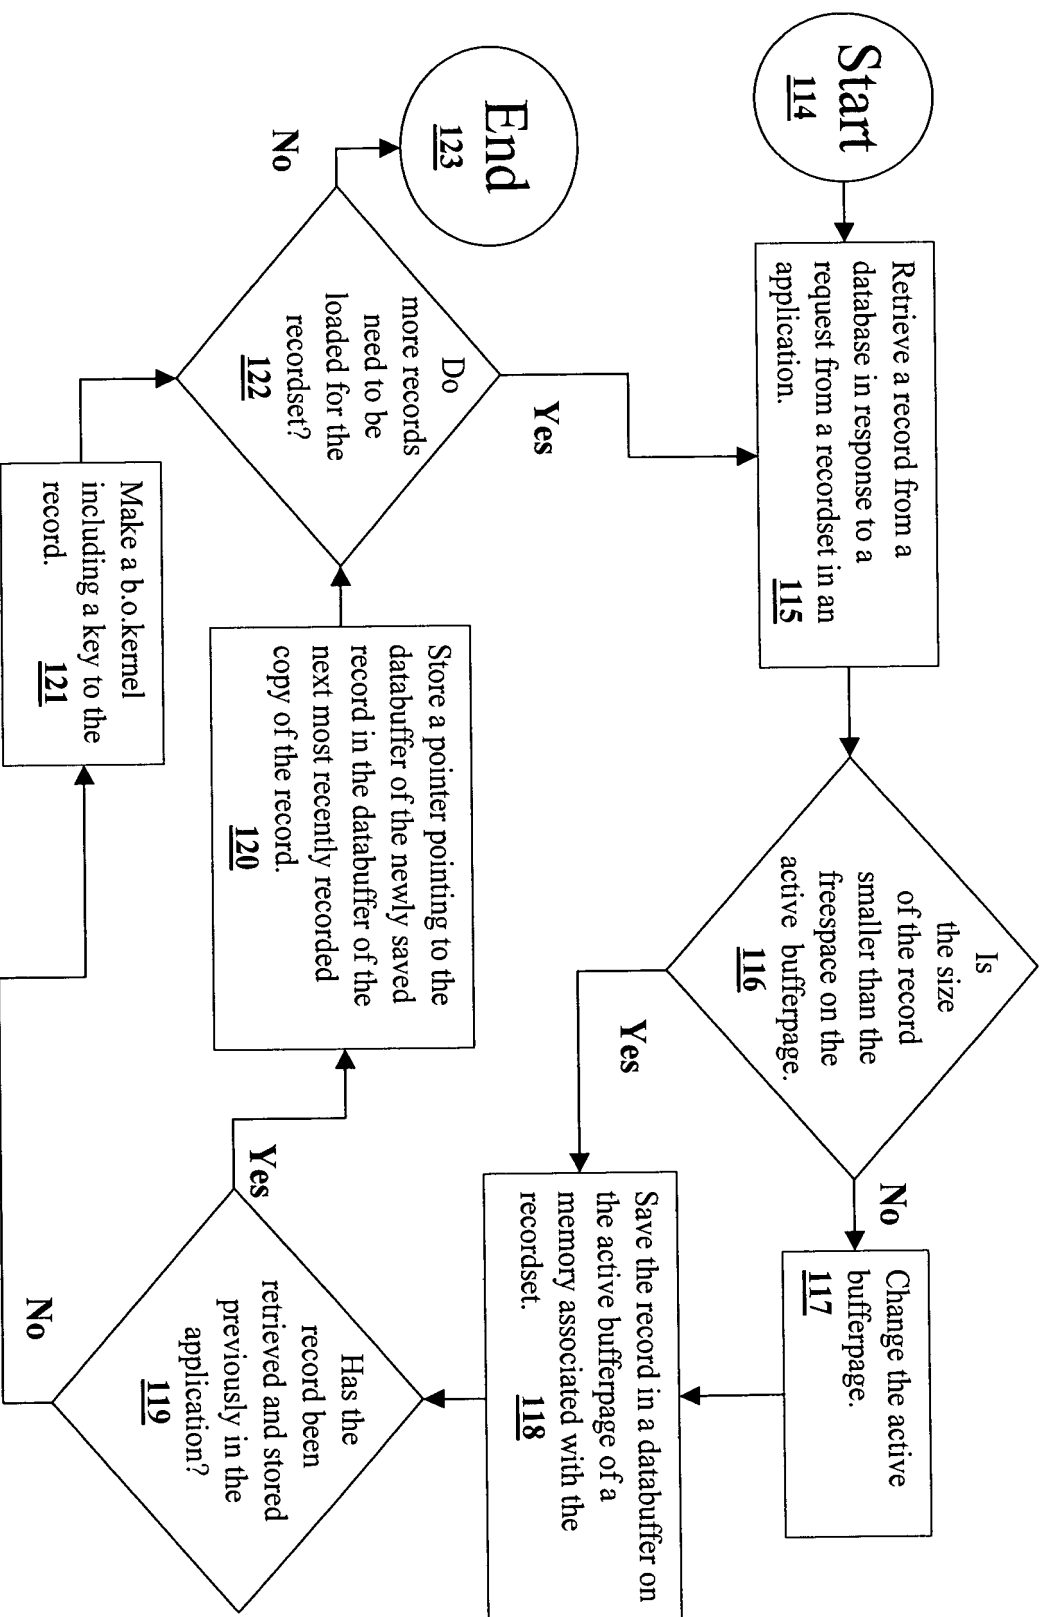 Start
114
Retrieve a record from a
database in response to a
request from a recordset in an
application.
115
Is
the size
of the record
smaller than the
freespace on the
active bufferpage.
116
No
Change the active
bufferpage.
117
Yes
Save the record in a databuffer on
the active bufferpage of a
memory associated with the
recordset.
118
Has the
record been
retrieved and stored
previously in the
application?
119
Yes
Store a pointer pointing to the
databuffer of the newly saved
record in the databuffer of the
next most recently recorded
copy of the record.
120
No
Make a b.o.kernel
including a key to the
record.
121
Do
more records
need to be
loaded for the
recordset?
122
Yes
No
End
123